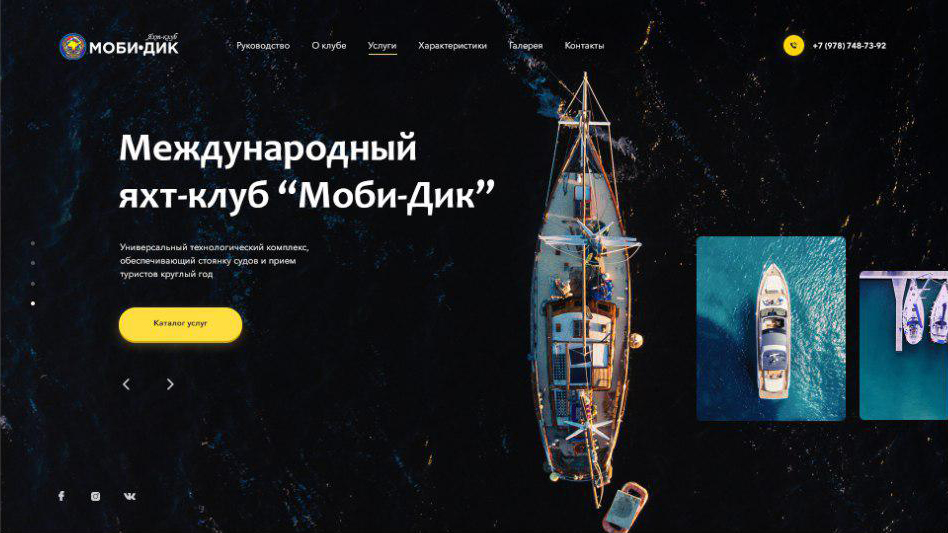 Яхт-клуб
МОБИ•ДИК
Руководство
О клубе
Услуги
Характеристики
Галерея
Контакты
+7 (978) 748-73-92
Международный
яхт-клуб “Моби-Дик”
Универсальный технологический комплекс,
обеспечивающий стоянку судов и прием
туристов круглый год
Каталог услуг